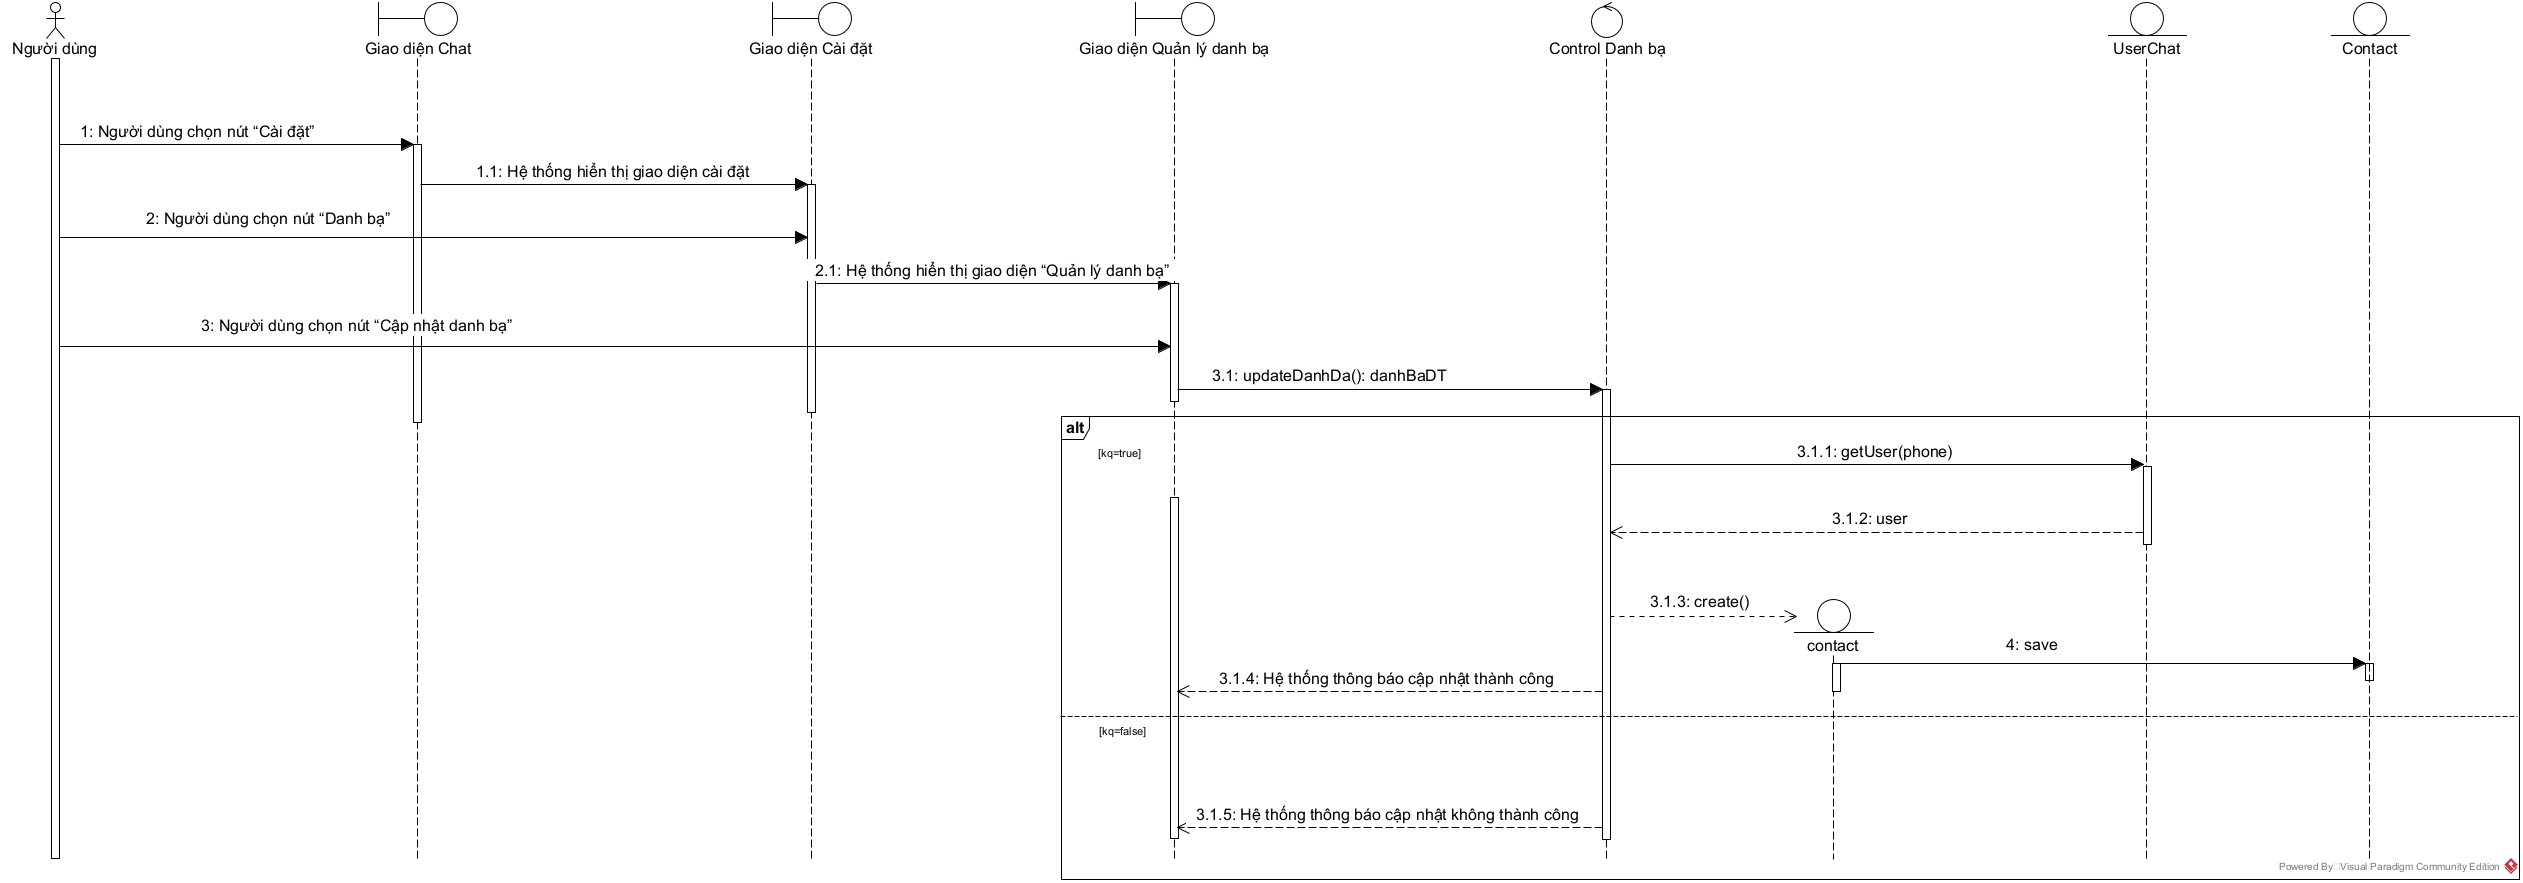 Người dùng
Giao diện Chat
Giao diện Cài đặt
Giao diện Quản lý danh bạ
Control Danh bạ
UserChat
Contact
1: Người dùng chọn nút “Cài đặt”
1.1: Hệ thống hiển thị giao diện cài đặt
2: Người dùng chọn nút “Danh bạ”
2.1: Hệ thống hiển thị giao diện “Quản lý danh bạ”
3: Người dùng chọn nút “Cập nhật danh bạ”
3.1: updateDanhDa(): danhBaDT
alt
[kq=true]
3.1.1: getUser(phone)
3.1.2: user
3.1.3: create()
contact
4: save
3.1.4: Hệ thống thông báo cập nhật thành công
[kq=false]
3.1.5: Hệ thống thông báo cập nhật không thành công
Powered By Visual Paradigm Community Edition